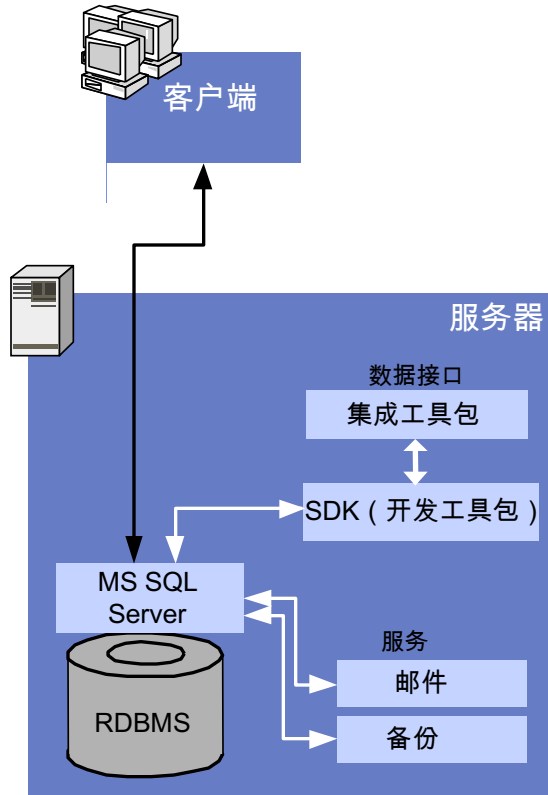 客户端
服务器
数据接口
集成工具包
SDK（开发工具包）
MS SQL
Server
RDBMS
服务
邮件
备份